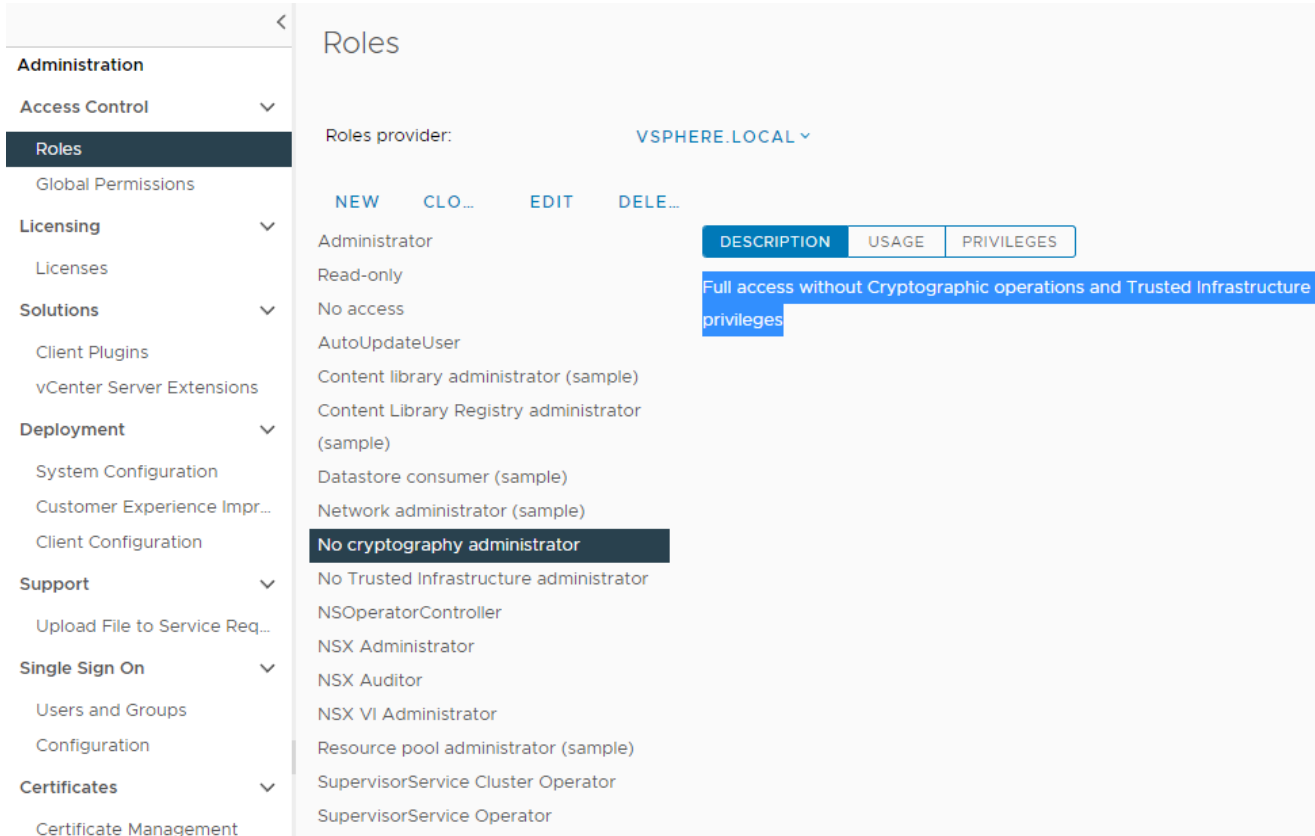 Administration
Access Control
Roles
Global Permissions
Licensing
Licenses
Solutions
Client Plugins
vCenter Server Extensions
Deployment
System Configuration
Customer Experience Impr...
Client Configuration
Support
Upload File to Service Req...
Single Sign On
Users and Groups
Configuration
Certificates
Certificate Management
Roles
Roles provider: VSPHERE.LOCAL
NEW CLO... EDIT DELE...
Administrator
Read-only
No access
AutoUpdateUser
Content library administrator (sample)
Content Library Registry administrator
(sample)
Datastore consumer (sample)
Network administrator (sample)
No cryptography administrator
No Trusted Infrastructure administrator
NSOperatorController
NSX Administrator
NSX Auditor
NSX VI Administrator
Resource pool administrator (sample)
SupervisorService Cluster Operator
SupervisorService Operator
DESCRIPTION USAGE PRIVILEGES
Full access without Cryptographic operations and Trusted Infrastructure
privileges